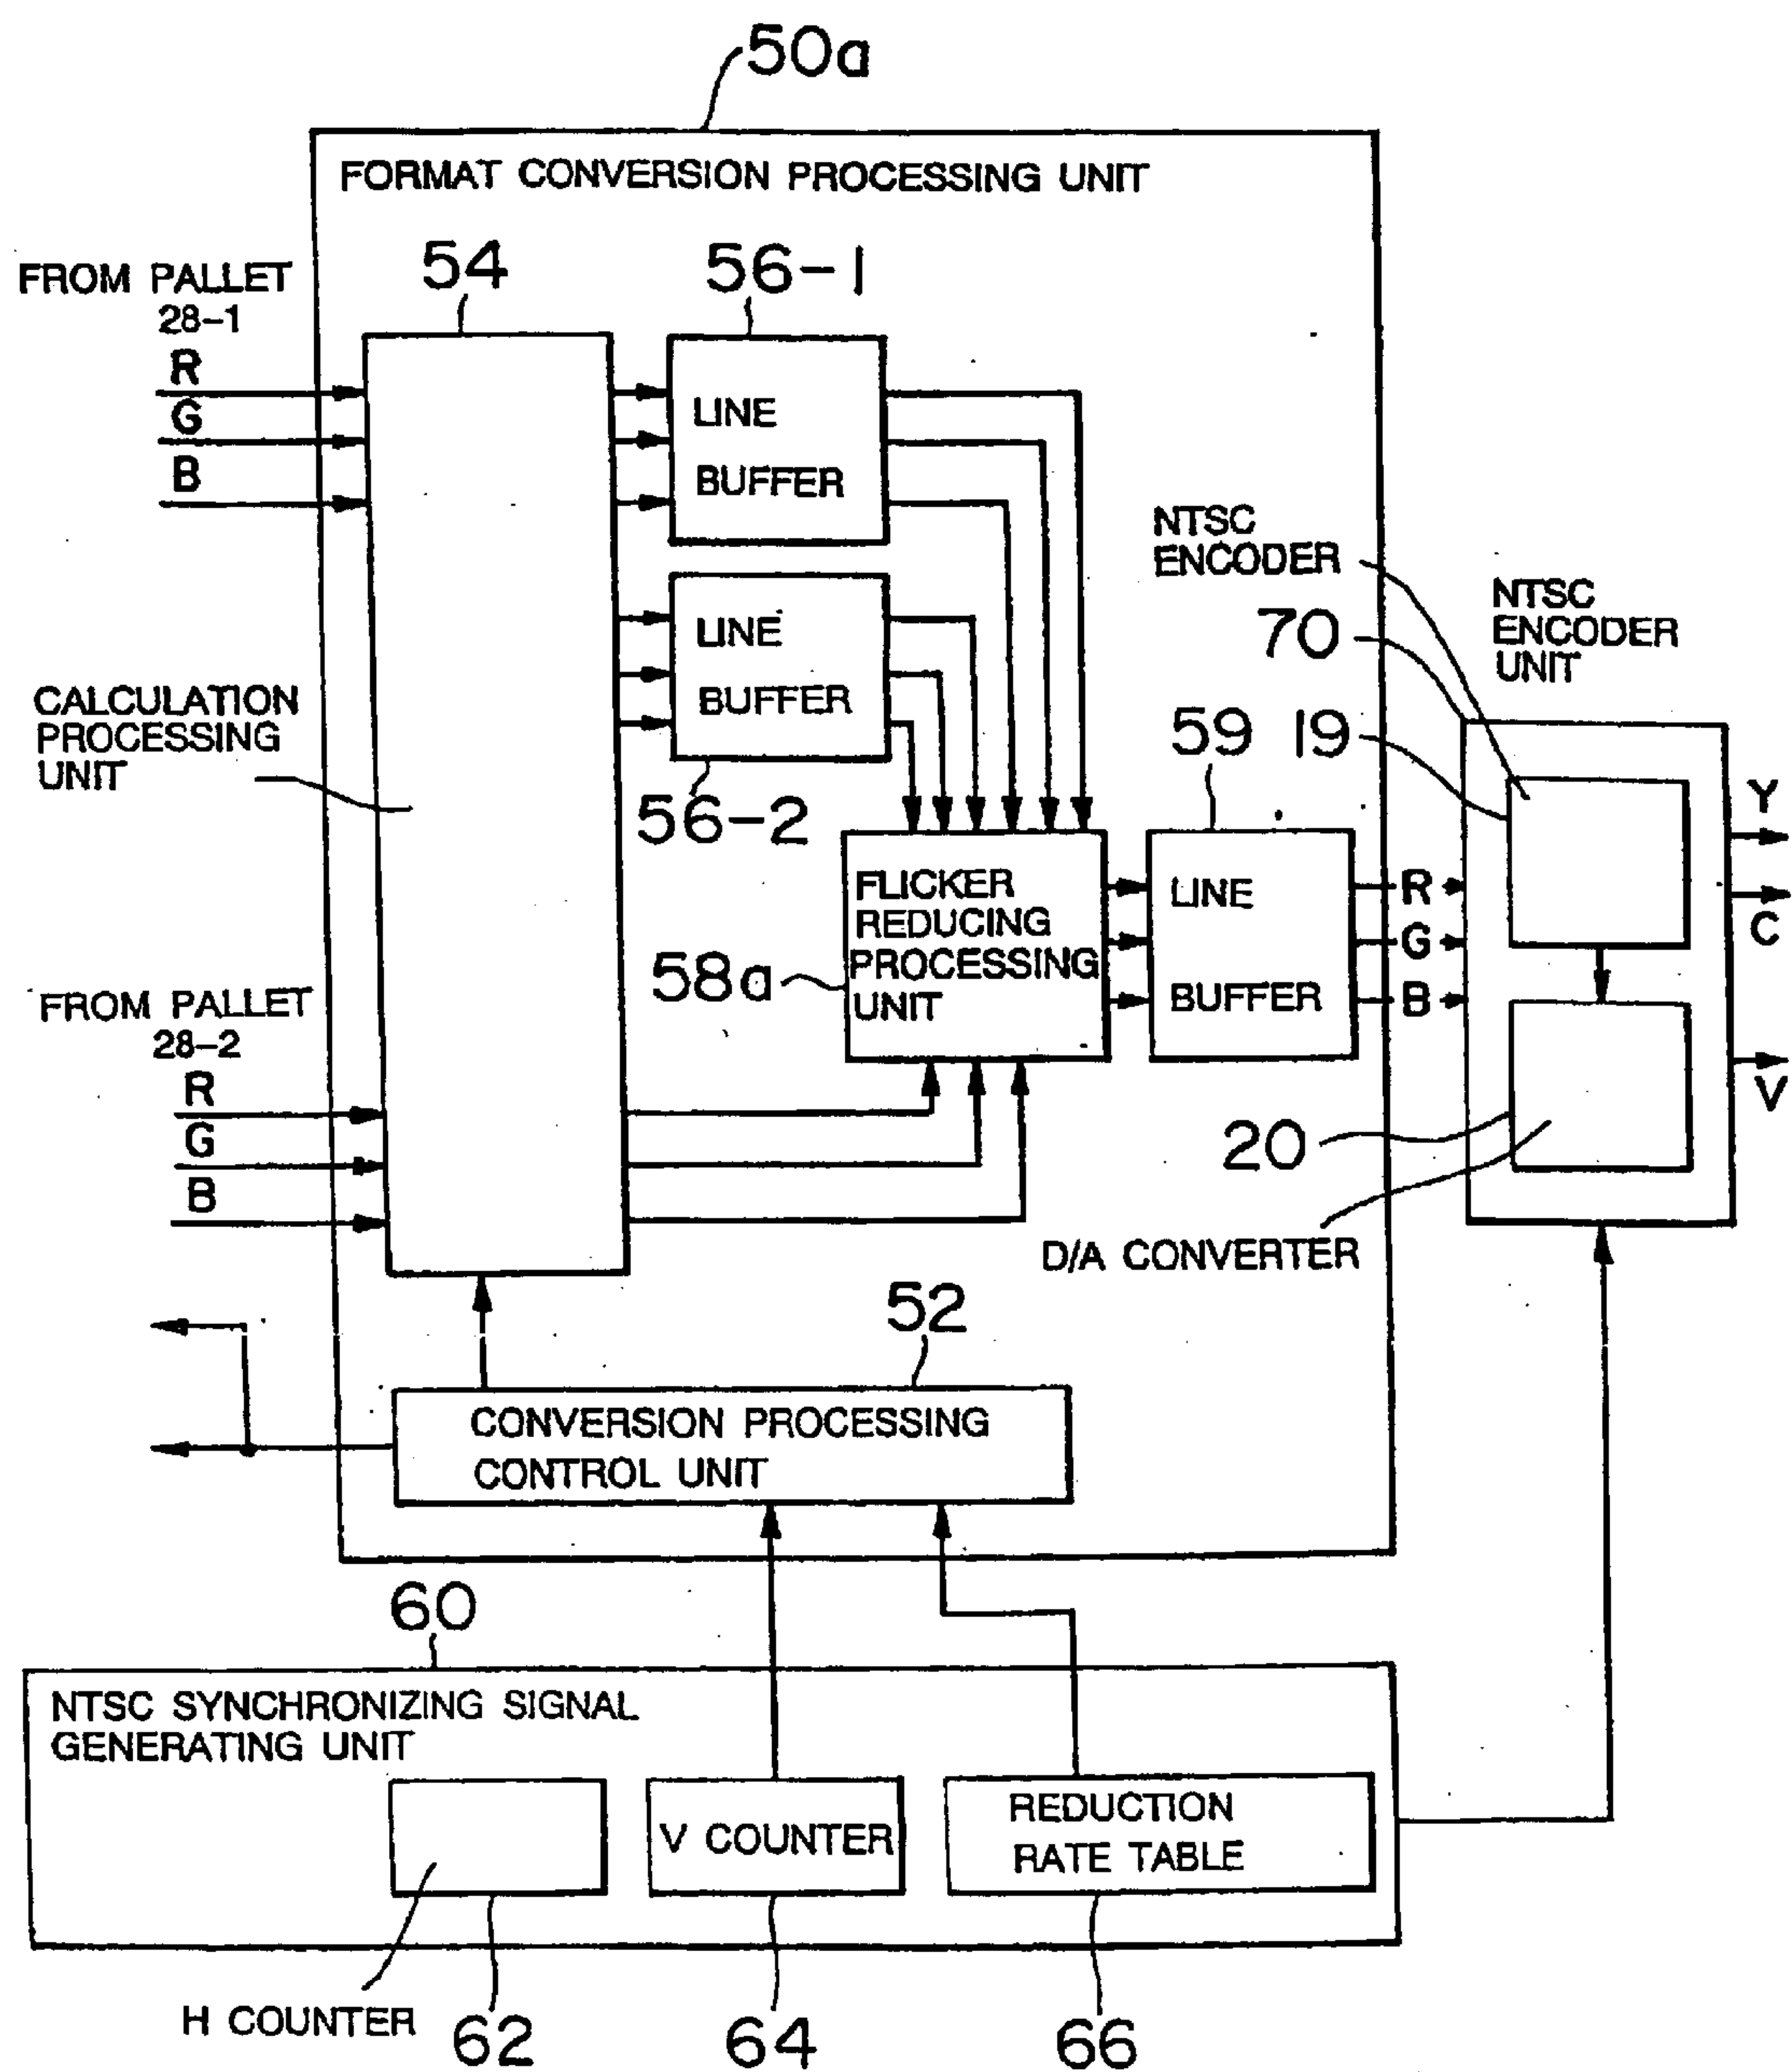 50a
FORMAT CONVERSION PROCESSING UNIT
FROM PALLET
28-1
R
G
B
54
56-1
LINE
BUFFER
LINE
BUFFER
56-2
CALCULATION
PROCESSING
UNIT
NTSC
ENCODER
NTSC
ENCODER
UNIT
70
19
59
FLICKER
REDUCING
PROCESSING
UNIT
58a
LINE
BUFFER
R
G
B
Y
C
V
FROM PALLET
28-2
R
G
B
20
D/A CONVERTER
52
CONVERSION PROCESSING
CONTROL UNIT
60
NTSC SYNCHRONIZING SIGNAL
GENERATING UNIT
V COUNTER
REDUCTION
RATE TABLE
H COUNTER
62
64
66